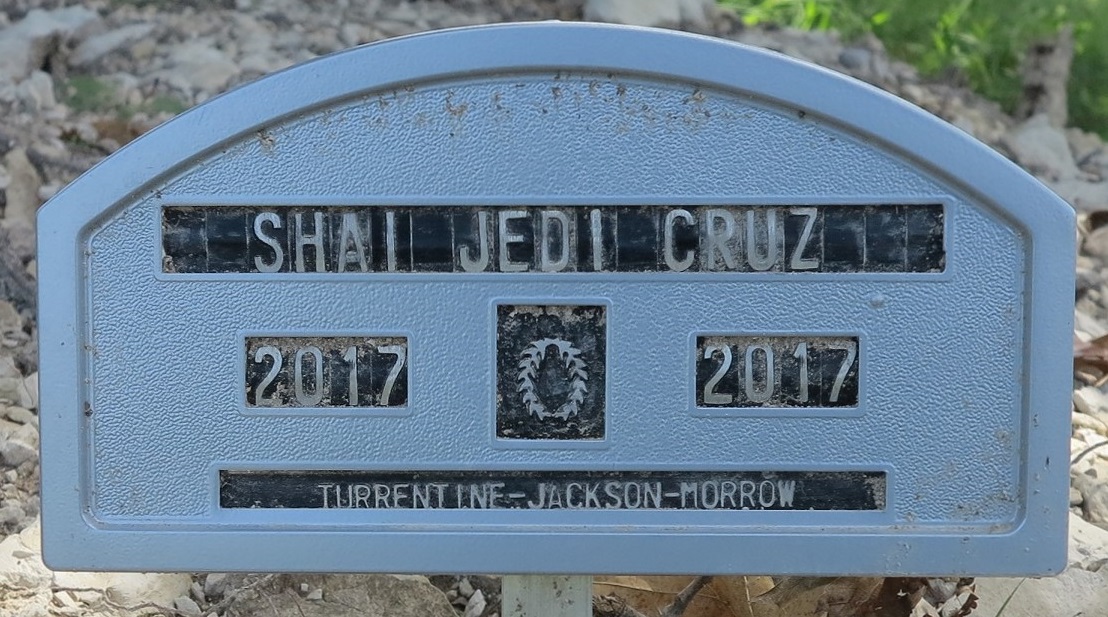 SHAI JEDI CRUZ
2017 2017
TURRENTINE-JACKSON-MORROW